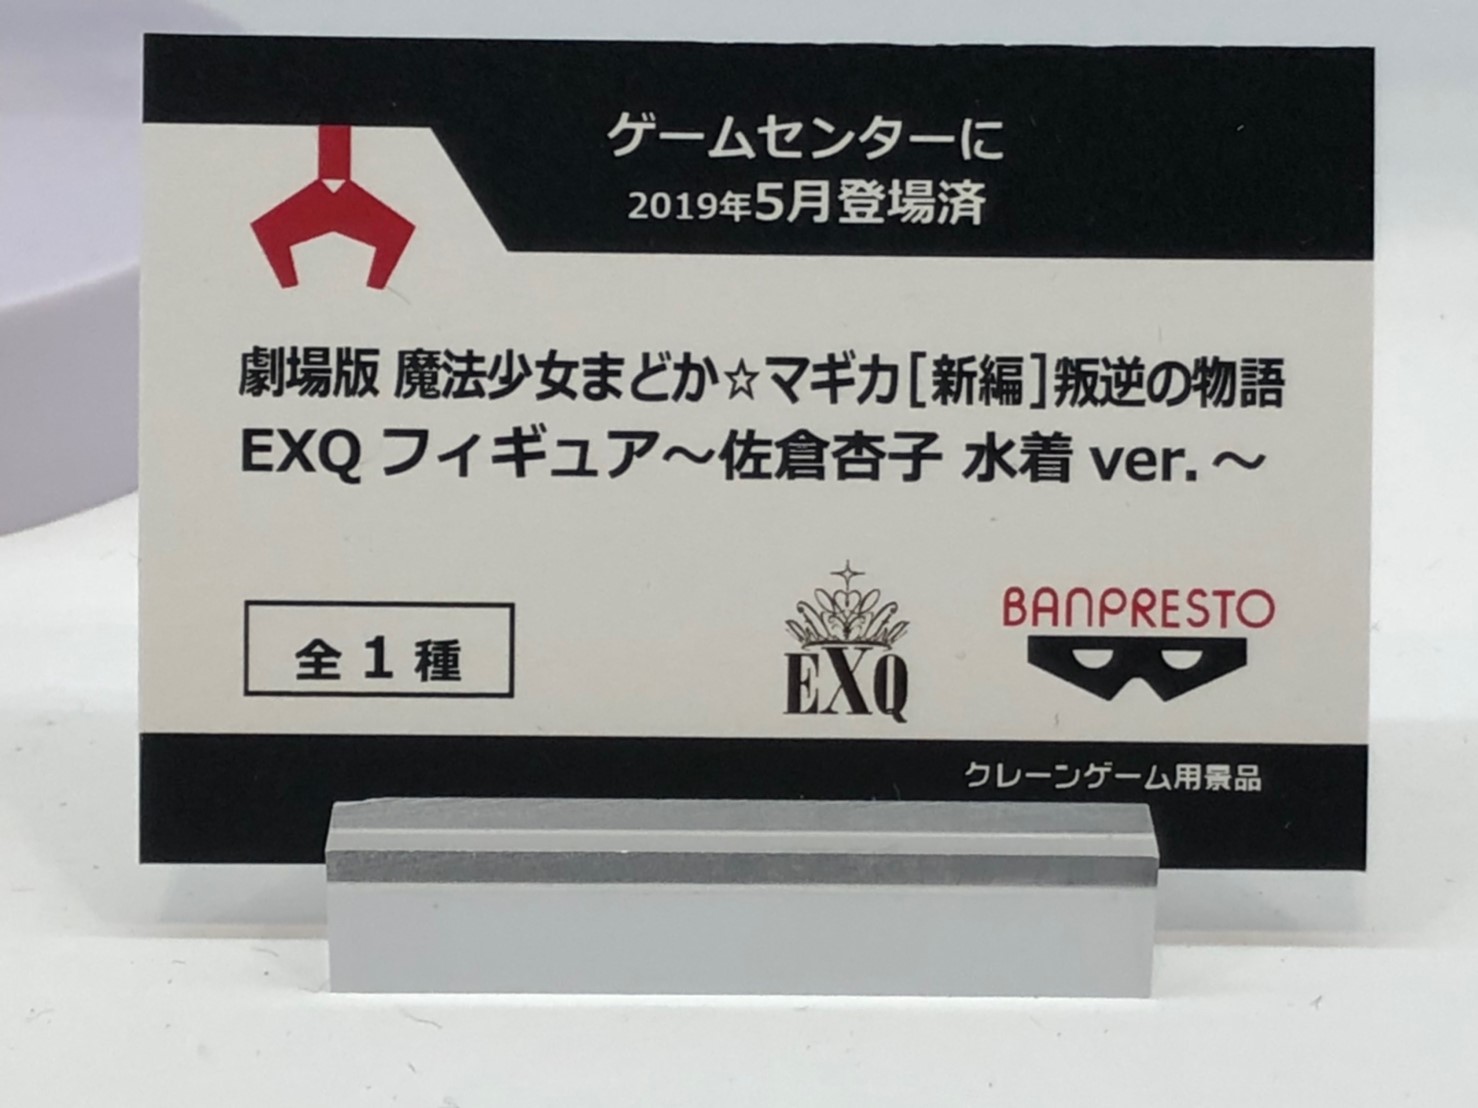 ゲームセンターに
2019年5月登場済
劇場版 魔法少女まどか☆マギカ[新編]叛逆の物語
EXQ フィギュア～佐倉杏子 水着 ver.～
全1種
EXQ
BANPRESTO
クレーンゲーム用景品